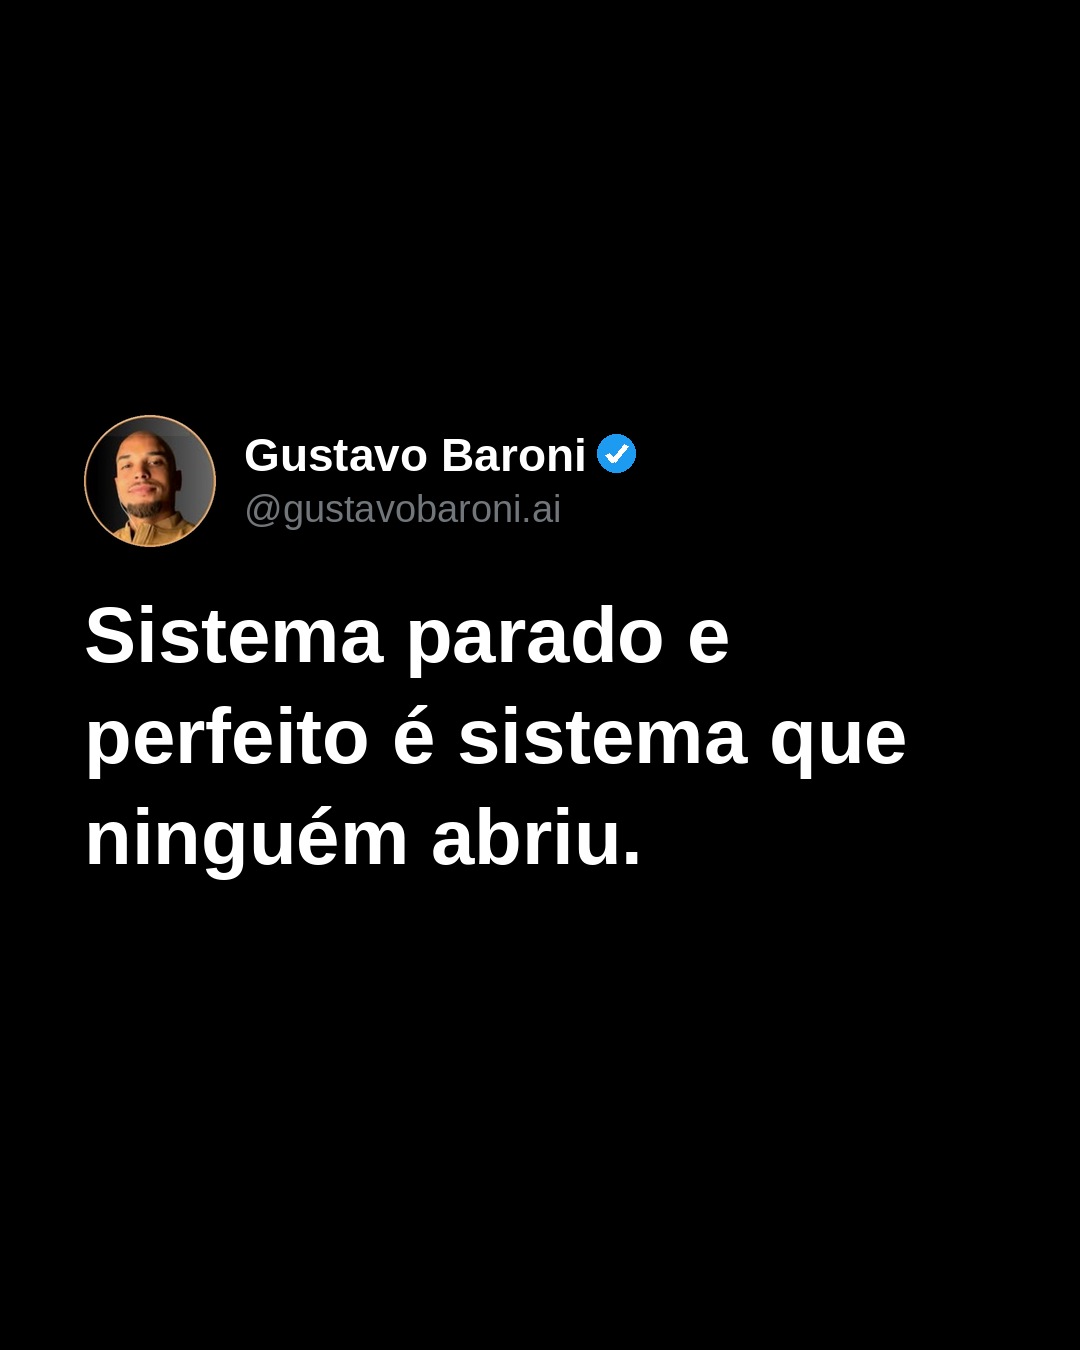 Gustavo Baroni
@gustavobaroni.ai
Sistema parado e
perfeito é sistema que
ninguém abriu.